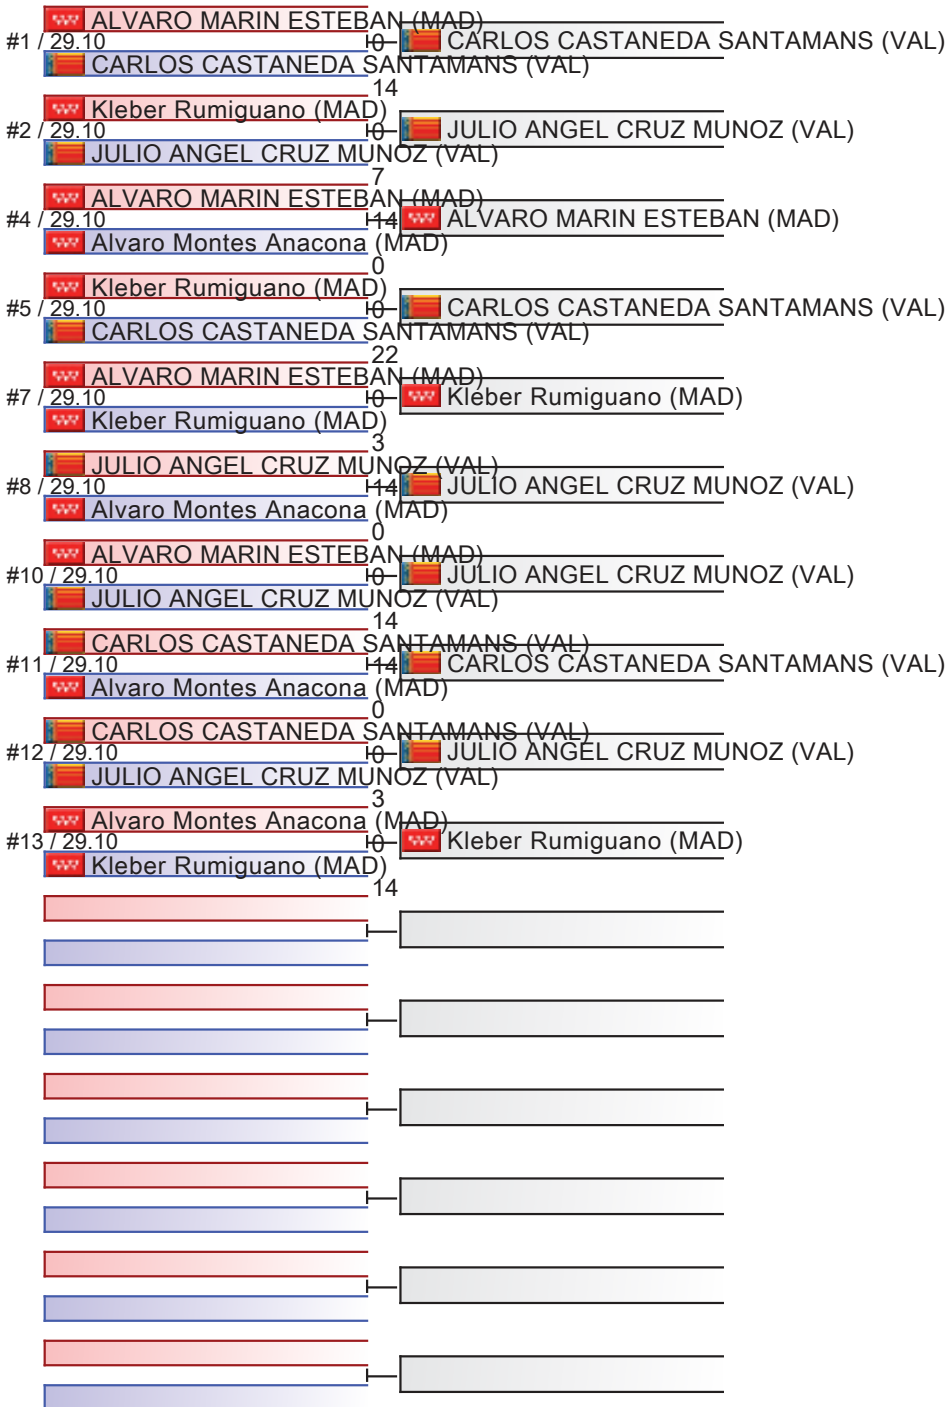 ALVARO MARIN ESTEBAN (MAD)
#1 / 29.10 0 CARLOS CASTANEDA SANTAMANS (VAL)
CARLOS CASTANEDA SANTAMANS (VAL)
14
Kleber Rumiguano (MAD)
#2 / 29.10 0 JULIO ANGEL CRUZ MUNOZ (VAL)
JULIO ANGEL CRUZ MUNOZ (VAL)
7
ALVARO MARIN ESTEBAN (MAD)
#4 / 29.10 14 ALVARO MARIN ESTEBAN (MAD)
Alvaro Montes Anacona (MAD)
0
Kleber Rumiguano (MAD)
#5 / 29.10 0 CARLOS CASTANEDA SANTAMANS (VAL)
CARLOS CASTANEDA SANTAMANS (VAL)
22
ALVARO MARIN ESTEBAN (MAD)
#7 / 29.10 0 Kleber Rumiguano (MAD)
Kleber Rumiguano (MAD)
3
JULIO ANGEL CRUZ MUNOZ (VAL)
#8 / 29.10 14 JULIO ANGEL CRUZ MUNOZ (VAL)
Alvaro Montes Anacona (MAD)
0
ALVARO MARIN ESTEBAN (MAD)
#10 / 29.10 0 JULIO ANGEL CRUZ MUNOZ (VAL)
JULIO ANGEL CRUZ MUNOZ (VAL)
14
CARLOS CASTANEDA SANTAMANS (VAL)
#11 / 29.10 14 CARLOS CASTANEDA SANTAMANS (VAL)
Alvaro Montes Anacona (MAD)
0
CARLOS CASTANEDA SANTAMANS (VAL)
#12 / 29.10 0 JULIO ANGEL CRUZ MUNOZ (VAL)
JULIO ANGEL CRUZ MUNOZ (VAL)
3
Alvaro Montes Anacona (MAD)
#13 / 29.10 0 Kleber Rumiguano (MAD)
Kleber Rumiguano (MAD)
14